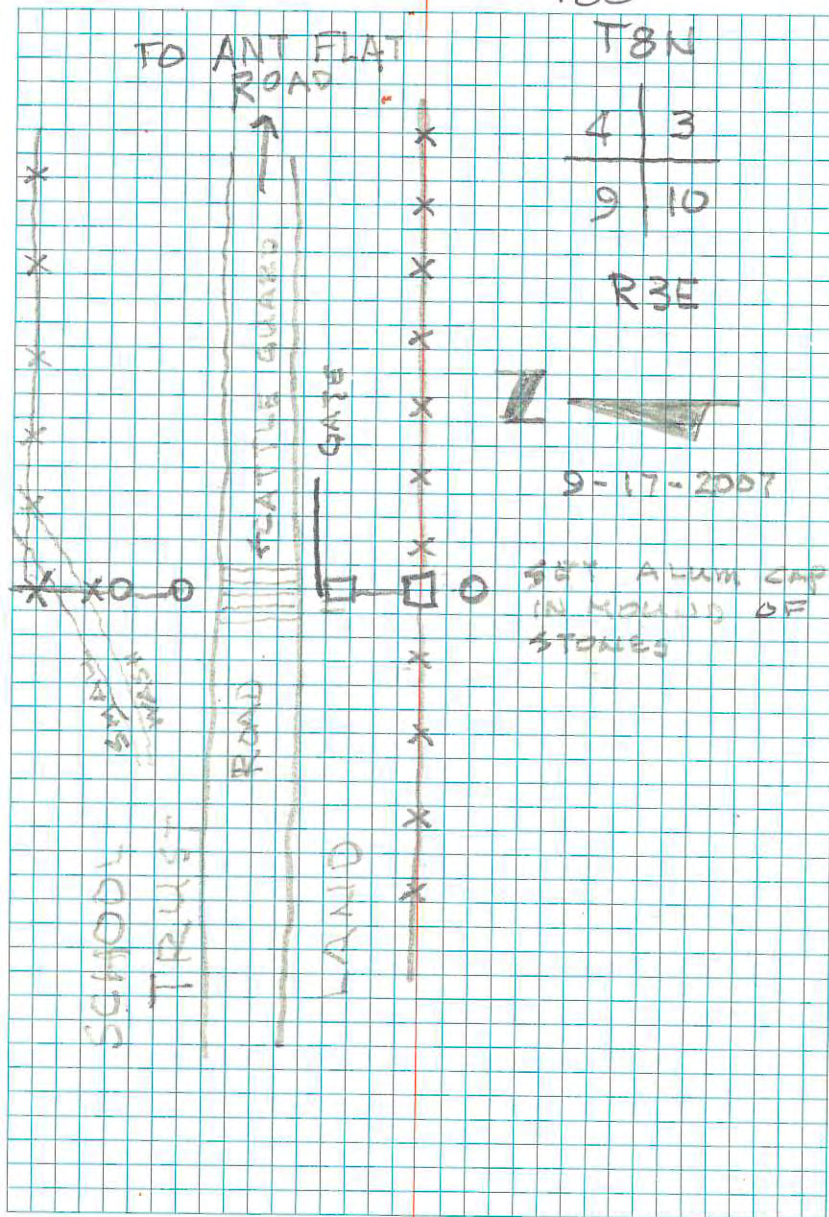 TO ANT FLAT
ROAD
T8N
4 3
9 10
R3E
CATTLE GUARD
Z
9-17-2007
SET ALUM CAP
IN MOUND OF
STONES
ROAD
SCHOOL
TRUST
LAND